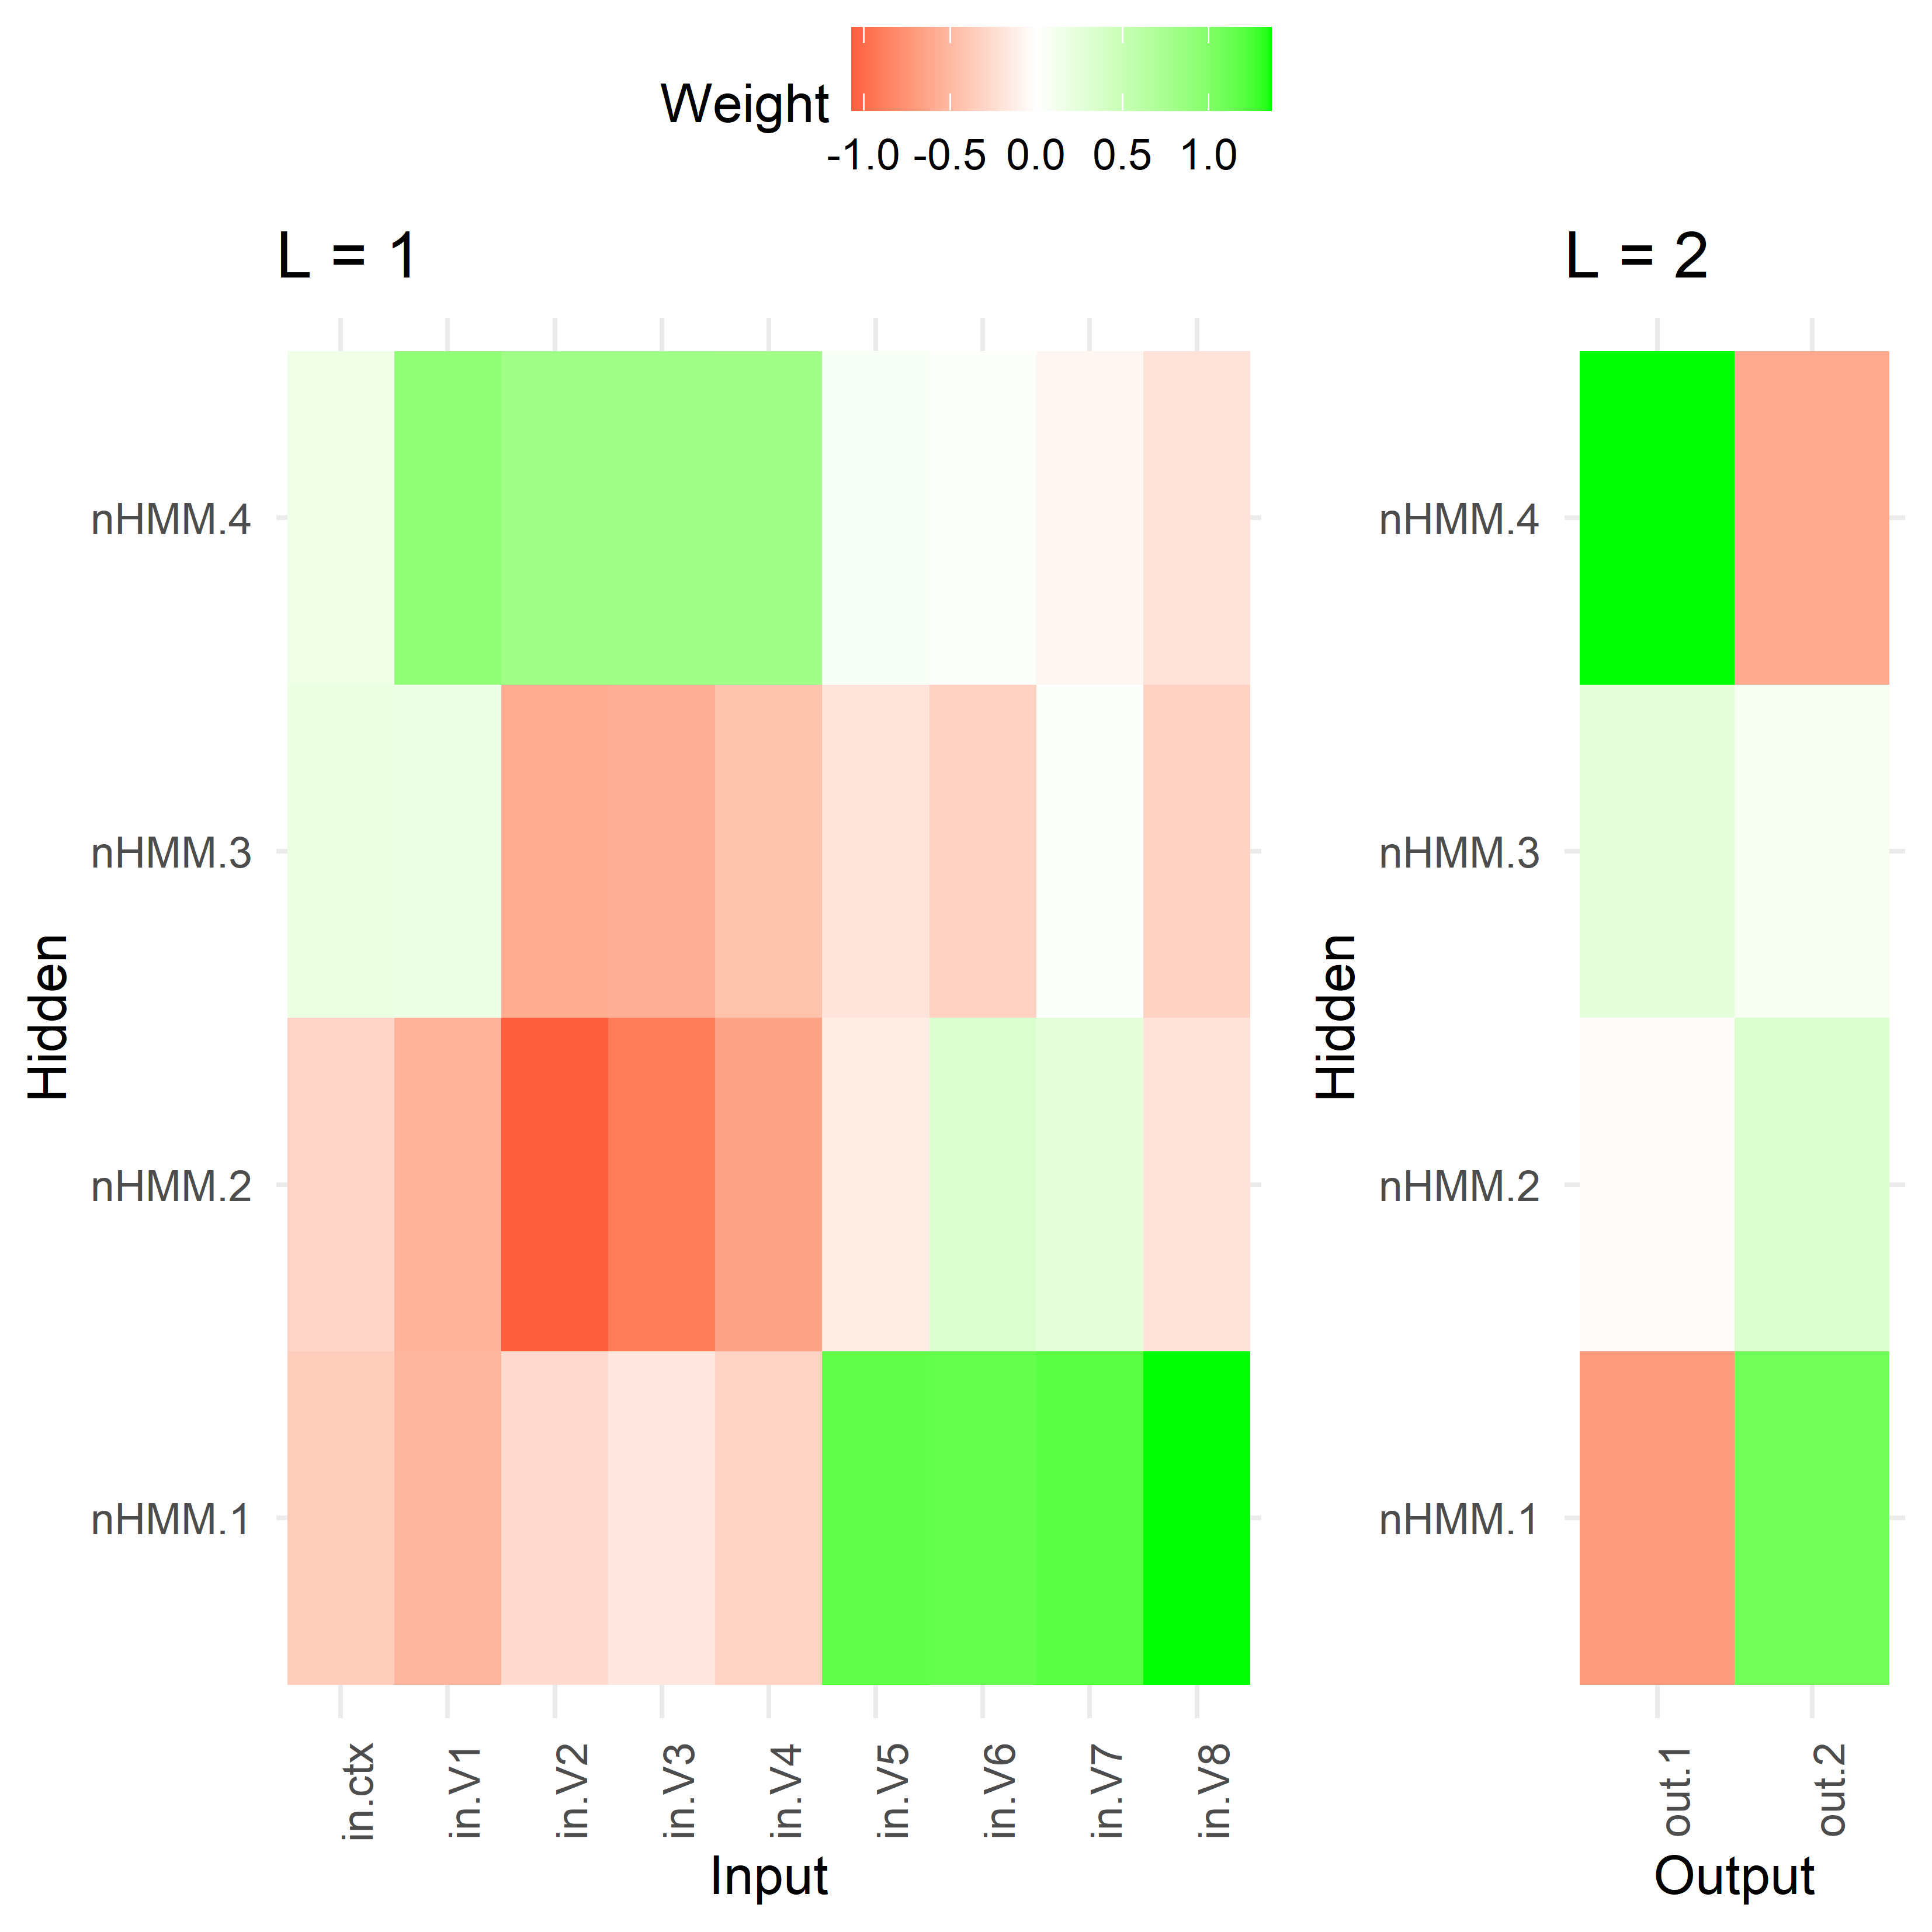 Weight
-1.0 -0.5 0.0 0.5 1.0
L = 1
nHMM.4
nHMM.3
nHMM.2
nHMM.1
Hidden
in.ctx
in.V1
in.V2
in.V3
in.V4
in.V5
in.V6
in.V7
in.V8
Input
L = 2
nHMM.4
nHMM.3
nHMM.2
nHMM.1
Hidden
out.1
out.2
Output